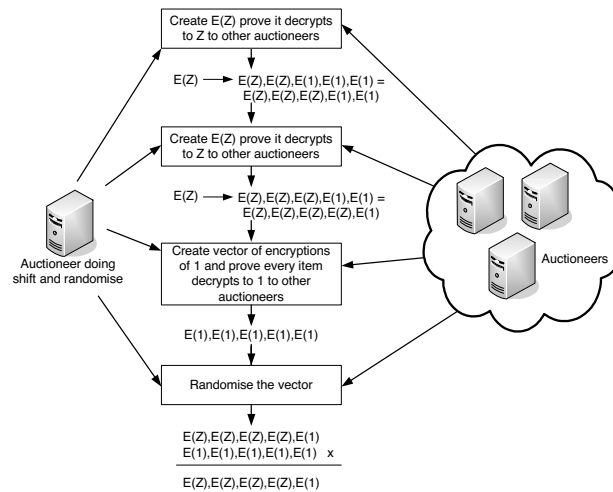 Create E(Z) prove it decrypts
to Z to other auctioneers
E(Z)
E(Z),E(Z),E(1),E(1),E(1) =
E(Z),E(Z),E(Z),E(1),E(1)
Create E(Z) prove it decrypts
to Z to other auctioneers
E(Z)
E(Z),E(Z),E(Z),E(1),E(1) =
E(Z),E(Z),E(Z),E(Z),E(1)
Auctioneer doing
shift and randomise
Create vector of encryptions
of 1 and prove every item
decrypts to 1 to other
auctioneers
Auctioneers
E(1),E(1),E(1),E(1),E(1)
Randomise the vector
E(Z),E(Z),E(Z),E(Z),E(1)
E(1),E(1),E(1),E(1),E(1) x
E(Z),E(Z),E(Z),E(Z),E(1)